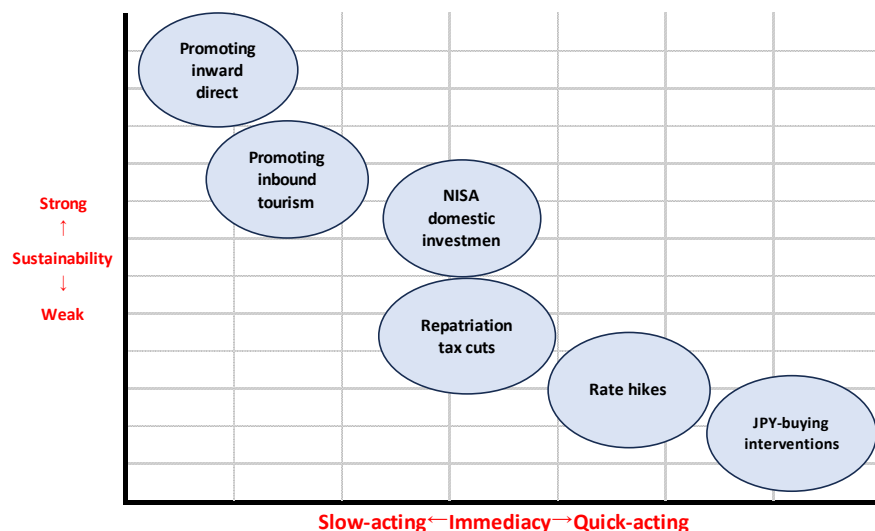 Promoting
inward
direct
Promoting
inbound
tourism
NISA
domestic
investmen
Repatriation
tax cuts
Rate hikes
JPY-buying
interventions
Strong
↑
Sustainability
↓
Weak
Slow-acting←Immediacy→Quick-acting